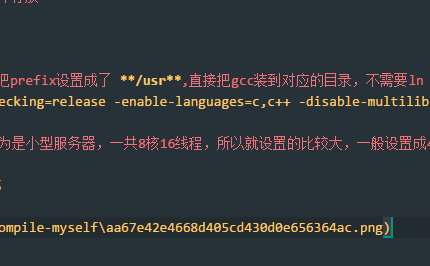 把prefix设置成了 **/usr**,直接把gcc装到对应的目录，不需要ln
ecking=release -enable-languages=c,c++ -disable-multilib
为是小型服务器，一共8核16线程，所以就设置的比较大，一般设置成
ompile-myself\aa67e42e4668d405cd430d0e656364ac.png)